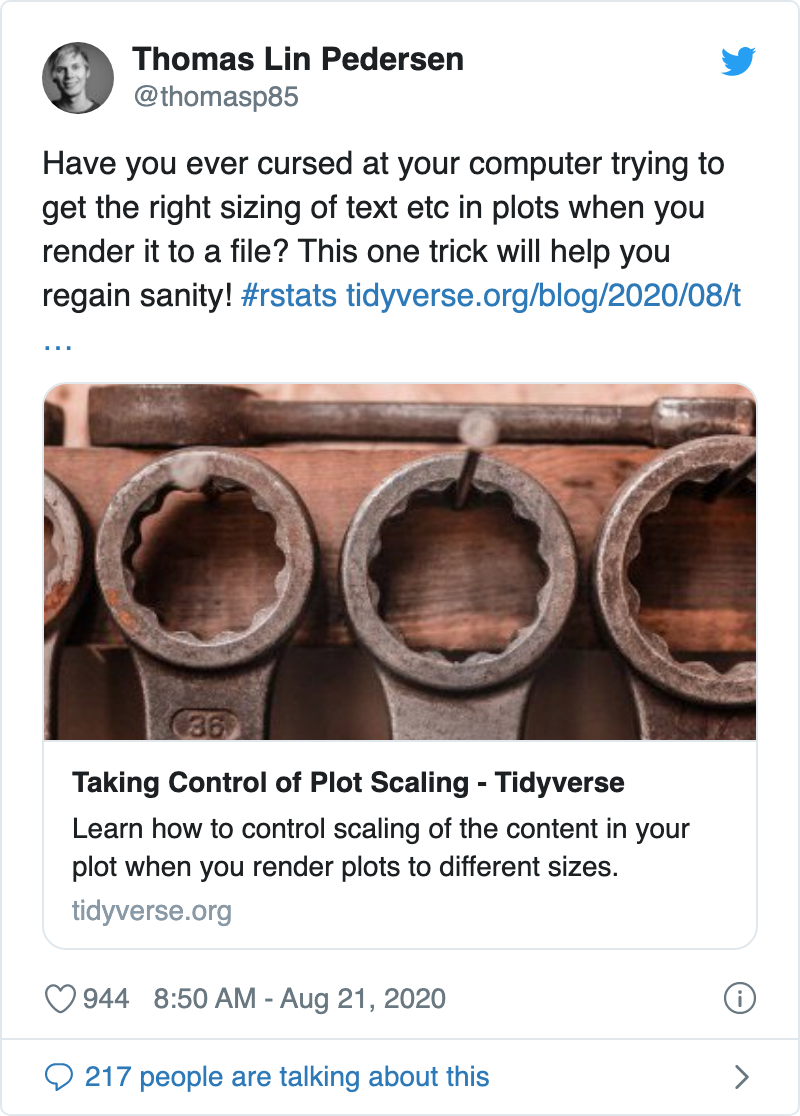 Thomas Lin Pedersen
@thomasp85
Have you ever cursed at your computer trying to
get the right sizing of text etc in plots when you
render it to a file? This one trick will help you
regain sanity! #rstats tidyverse.org/blog/2020/08/t
…
36
Taking Control of Plot Scaling - Tidyverse
Learn how to control scaling of the content in your
plot when you render plots to different sizes.
tidyverse.org
944 8:50 AM - Aug 21, 2020
217 people are talking about this